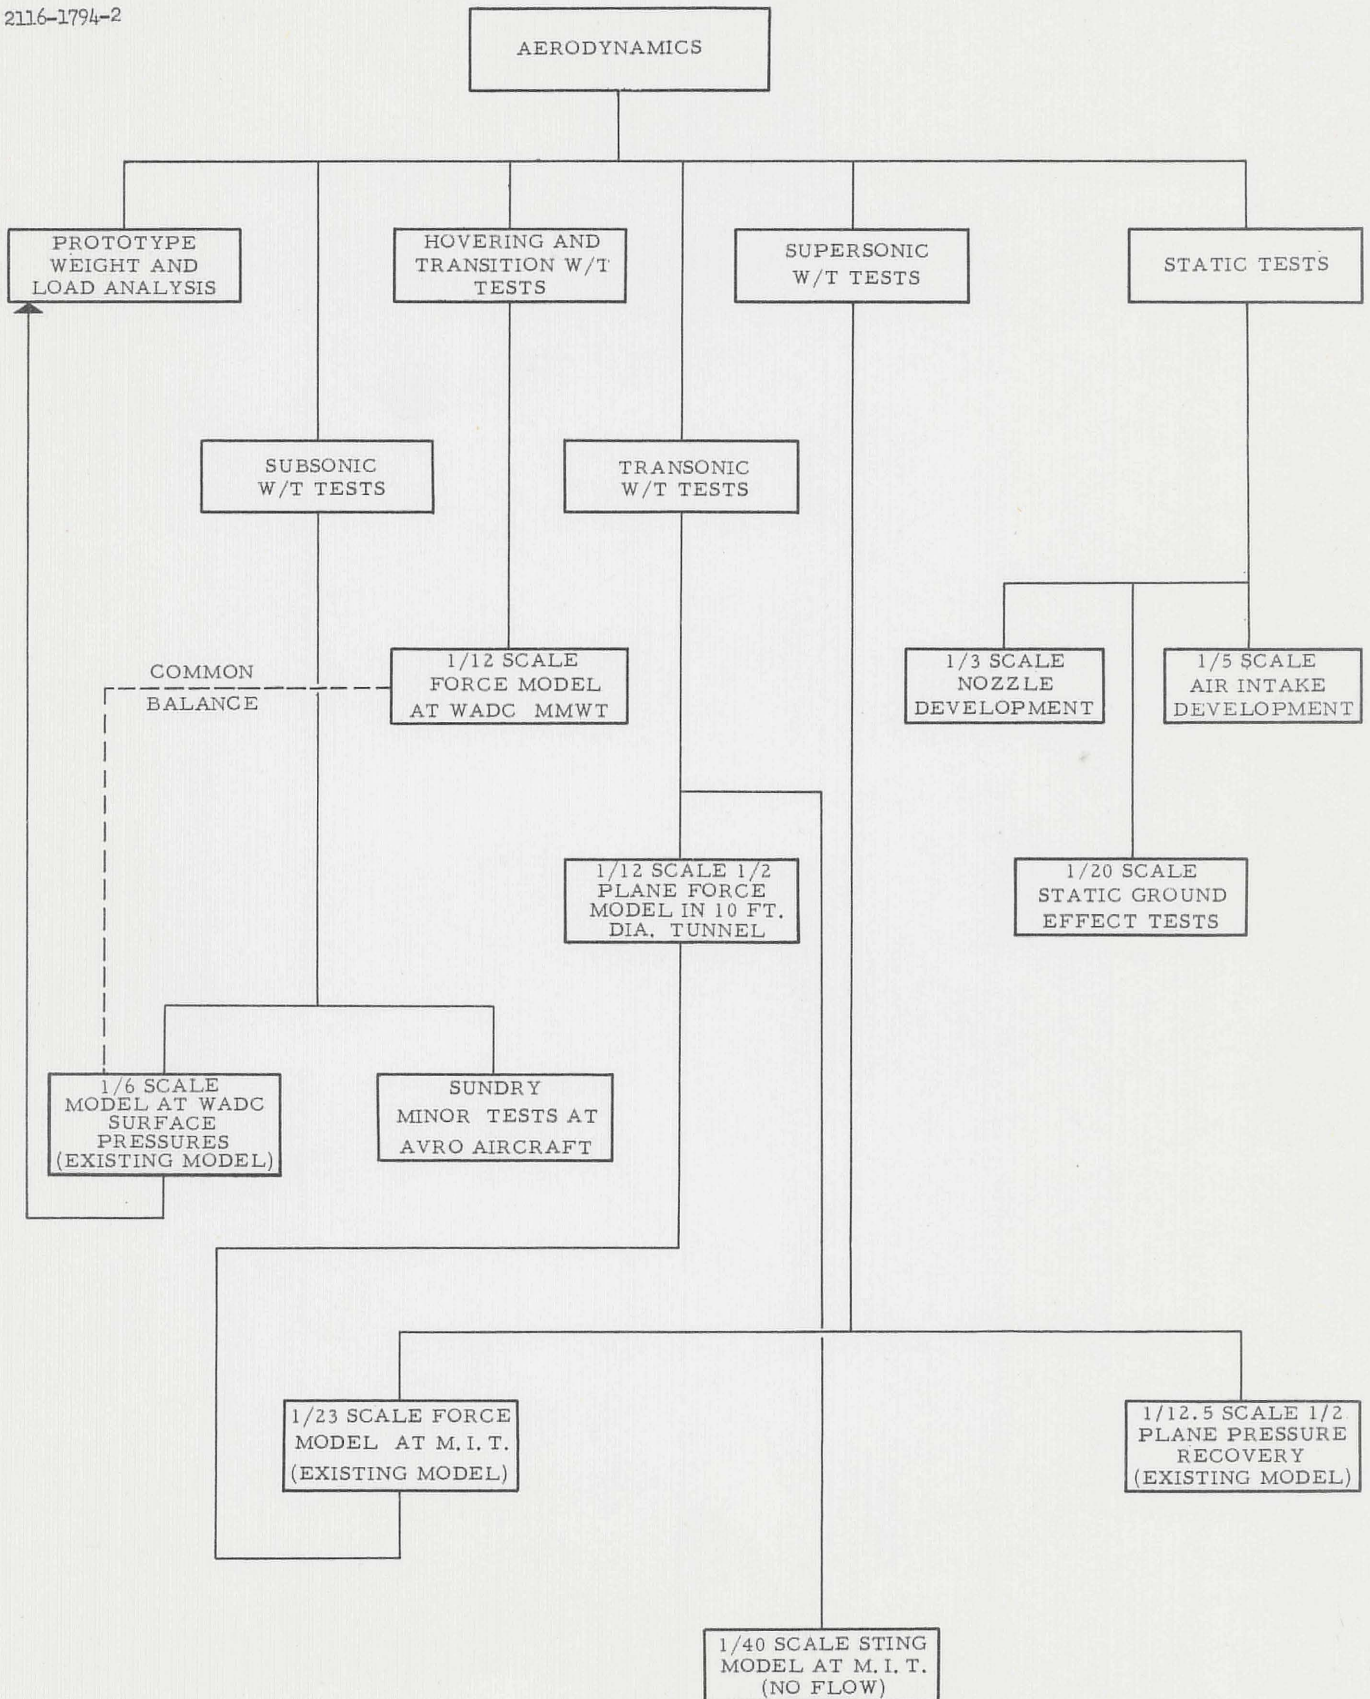 2116-1794-2
AERODYNAMICS
PROTOTYPE
WEIGHT AND
LOAD ANALYSIS
HOVERING AND
TRANSITION W/T
TESTS
SUPERSONIC
W/T TESTS
STATIC TESTS
SUBSONIC
W/T TESTS
TRANSONIC
W/T TESTS
COMMON
BALANCE
1/12 SCALE
FORCE MODEL
AT WADC MMWT
1/3 SCALE
NOZZLE
DEVELOPMENT
1/5 SCALE
AIR INTAKE
DEVELOPMENT
1/12 SCALE 1/2
PLANE FORCE
MODEL IN 10 FT.
DIA. TUNNEL
1/20 SCALE
STATIC GROUND
EFFECT TESTS
1/6 SCALE
MODEL AT WADC
SURFACE
PRESSURES
(EXISTING MODEL)
SUNDRY
MINOR TESTS AT
AVRO AIRCRAFT
1/23 SCALE FORCE
MODEL AT M.I.T.
(EXISTING MODEL)
1/12.5 SCALE 1/2
PLANE PRESSURE
RECOVERY
(EXISTING MODEL)
1/40 SCALE STING
MODEL AT M.I.T.
(NO FLOW)